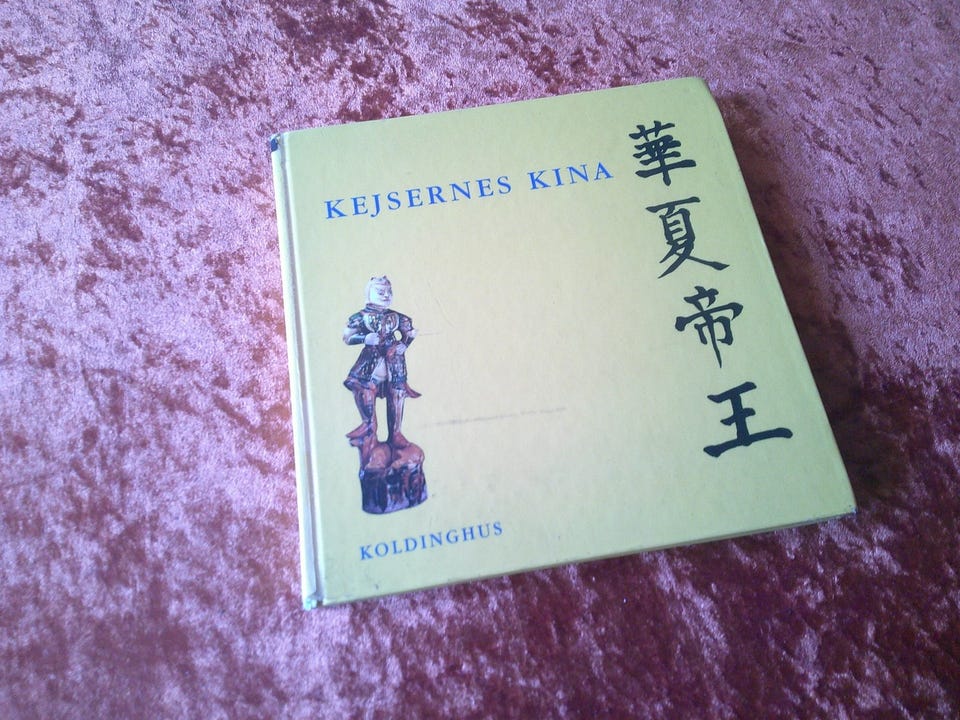 KEJSERNES KINA
華夏帝王
KOLDINGHUS